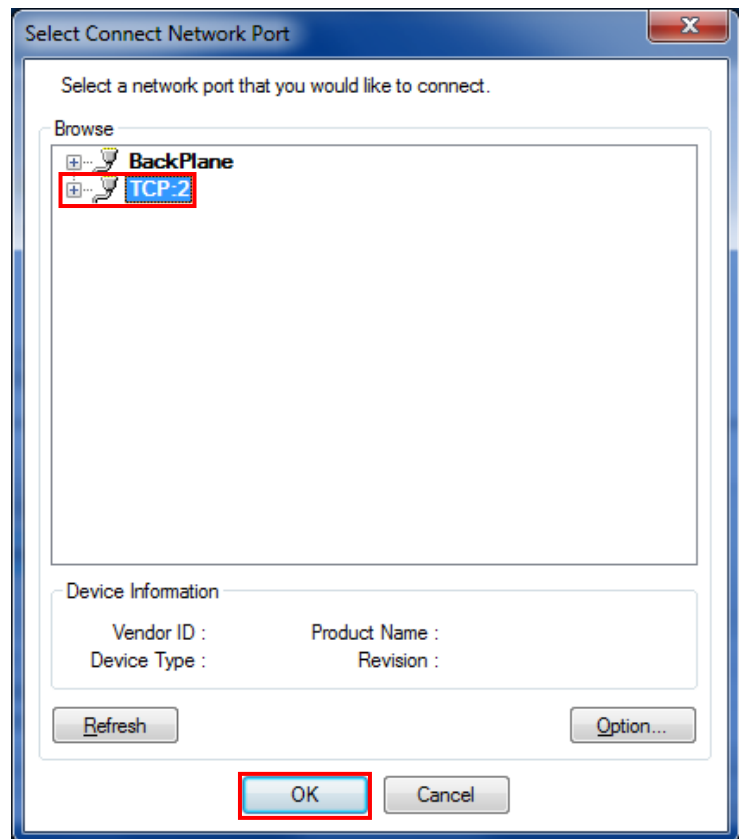 Select Connect Network Port
Select a network port that you would like to connect.
Browse
BackPlane
TCP:2
Device Information
Vendor ID : Product Name :
Device Type : Revision :
Refresh Option...
OK Cancel